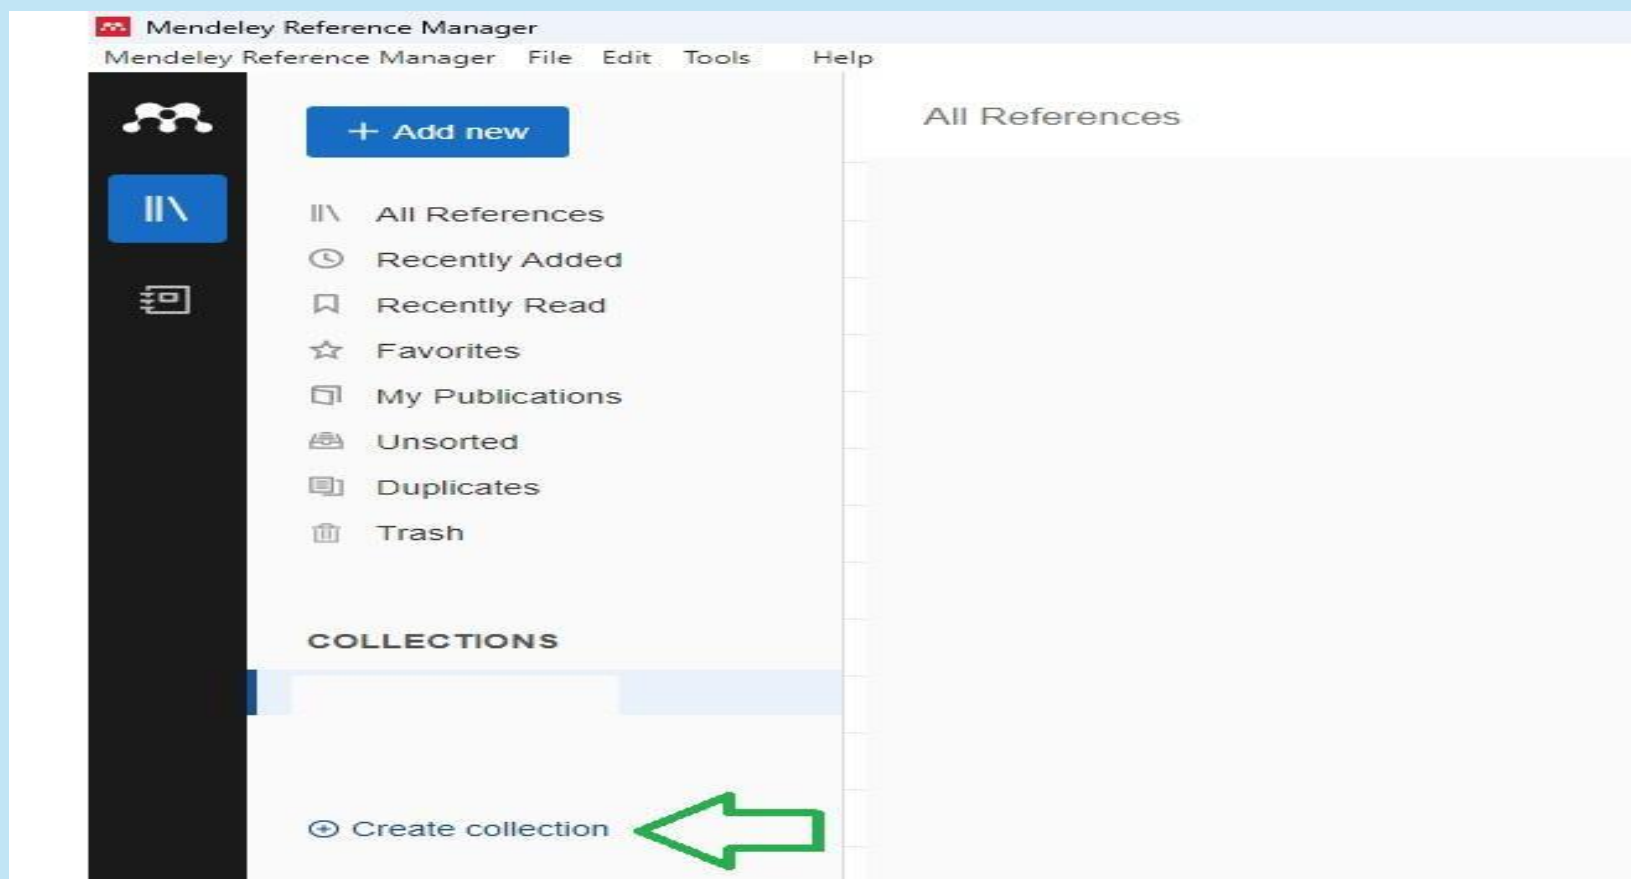 Mendeley Reference Manager
Mendeley Reference Manager File Edit Tools Help
+ Add new
All References
Recently Added
Recently Read
Favorites
My Publications
Unsorted
Duplicates
Trash
COLLECTIONS
Create collection
All References